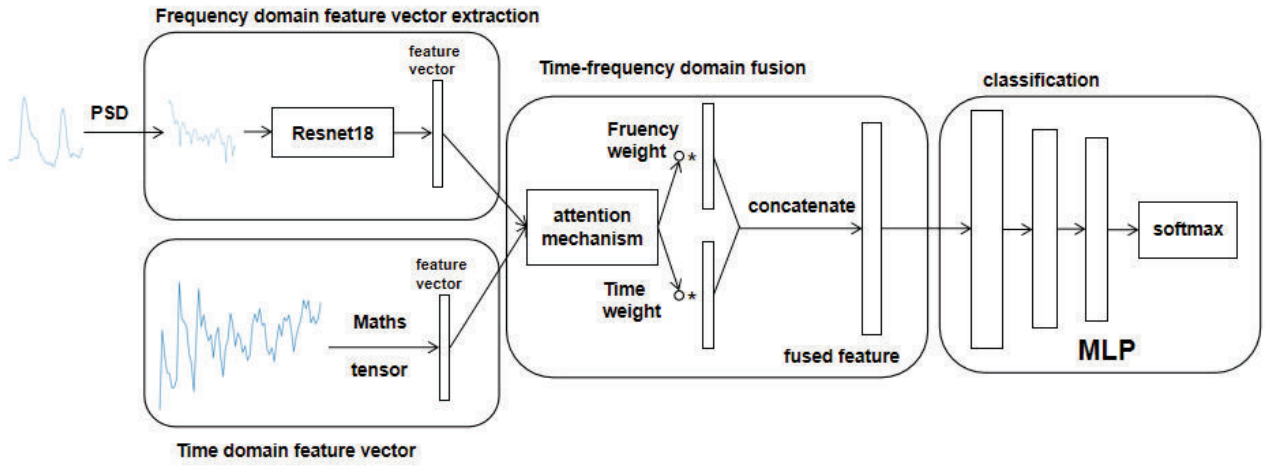 Frequency domain feature vector extraction
PSD
Resnet18
feature
vector
Time-frequency domain fusion
Fruency
weight
*
attention
mechanism
concatenate
Time
weight
*
fused feature
classification
softmax
MLP
feature
vector
Maths
tensor
Time domain feature vector